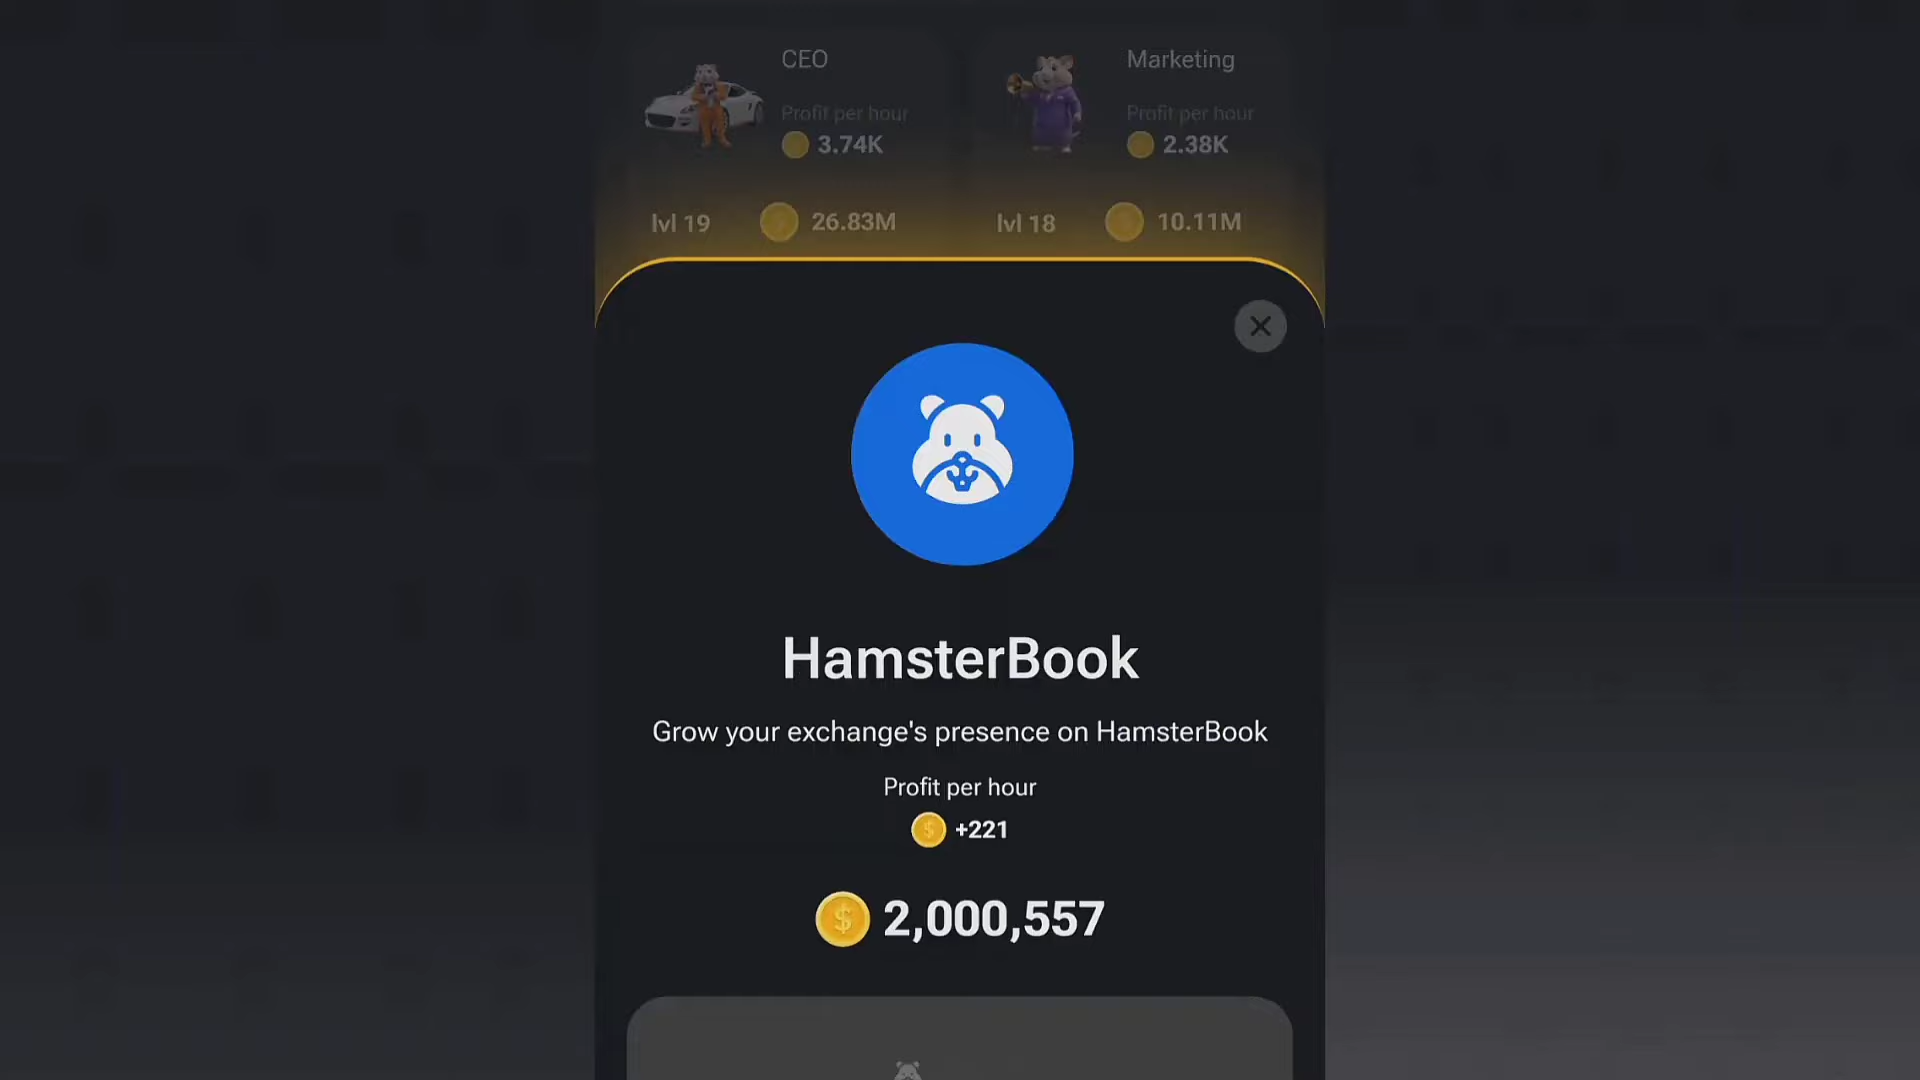 CEO
Profit per hour
3.74K
lvl 19
26.83M
Marketing
Profit per hour
2.38K
lvl 18
10.11M
HamsterBook
Grow your exchange's presence on HamsterBook
Profit per hour
+221
2,000,557